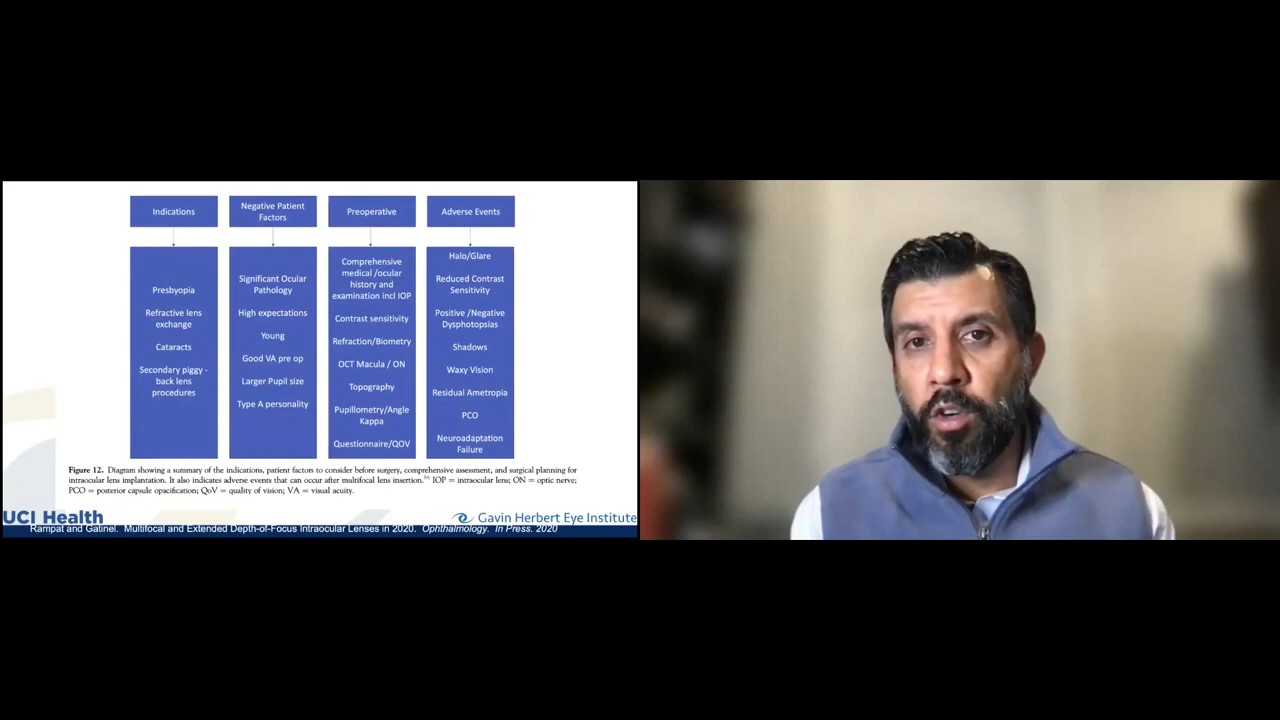 Indications
Negative Patient
Factors
Preoperative
Adverse Events
Presbyopia
Refractive lens
exchange
Cataracts
Secondary piggy -
back lens
procedures
Significant Ocular
Pathology
High expectations
Young
Good VA pre op
Larger Pupil size
Type A personality
Comprehensive
medical /ocular
history and
examination incl IOP
Contrast sensitivity
Refraction/Biometry
OCT Macula / ON
Topography
Pupillometry/Angle
Kappa
Questionnaire/QOV
Halo/Glare
Reduced Contrast
Sensitivity
Positive /Negative
Dysphotopsias
Shadows
Waxy Vision
Residual Ametropia
PCO
Neuroadaptation
Failure
Figure 12. Diagram showing a summary of the indications, patient factors to consider before surgery, comprehensive assessment, and surgical planning for
intraocular lens implantation. It also indicates adverse events that can occur after multifocal lens insertion. IOP = intraocular lens; ON = optic nerve;
PCO = posterior capsule opacification; QoV = quality of vision; VA = visual acuity.
UCI Health
Gavin Herbert Eye Institute
Rampat and Gatinel. Multifocal and Extended Depth-of-Focus Intraocular Lenses in 2020. Ophthalmology. In Press. 2020